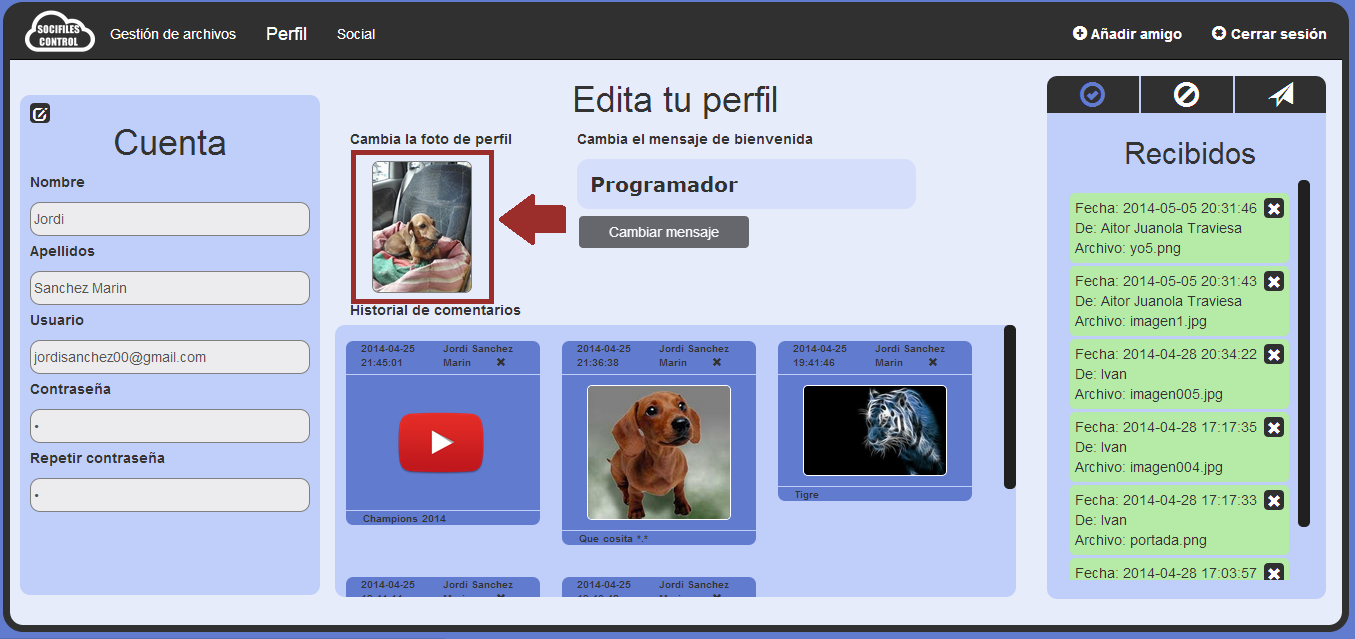 SOCIFILES
CONTROL
Gestión de archivos
Perfil
Social
Añadir amigo
Cerrar sesión
Cuenta
Nombre
Jordi
Apellidos
Sanchez Marin
Usuario
jordisanchez00@gmail.com
Contraseña
•
Repetir contraseña
•
Edita tu perfil
Cambia la foto de perfil
Cambia el mensaje de bienvenida
Programador
Cambiar mensaje
Historial de comentarios
2014-04-25
21:45:01
Jordi Sanchez
Marin
Champions 2014
2014-04-25
21:36:38
Jordi Sanchez
Marin
Que cosita *.*
2014-04-25
19:41:46
Jordi Sanchez
Marin
Tigre
2014-04-25
Jordi Sanchez
2014-04-25
Jordi Sanchez
Recibidos
Fecha: 2014-05-05 20:31:46
De: Aitor Juanola Traviesa
Archivo: yo5.png
Fecha: 2014-05-05 20:31:43
De: Aitor Juanola Traviesa
Archivo: imagen1.jpg
Fecha: 2014-04-28 20:34:22
De: Ivan
Archivo: imagen005.jpg
Fecha: 2014-04-28 17:17:35
De: Ivan
Archivo: imagen004.jpg
Fecha: 2014-04-28 17:17:33
De: Ivan
Archivo: portada.png
Fecha: 2014-04-28 17:03:57